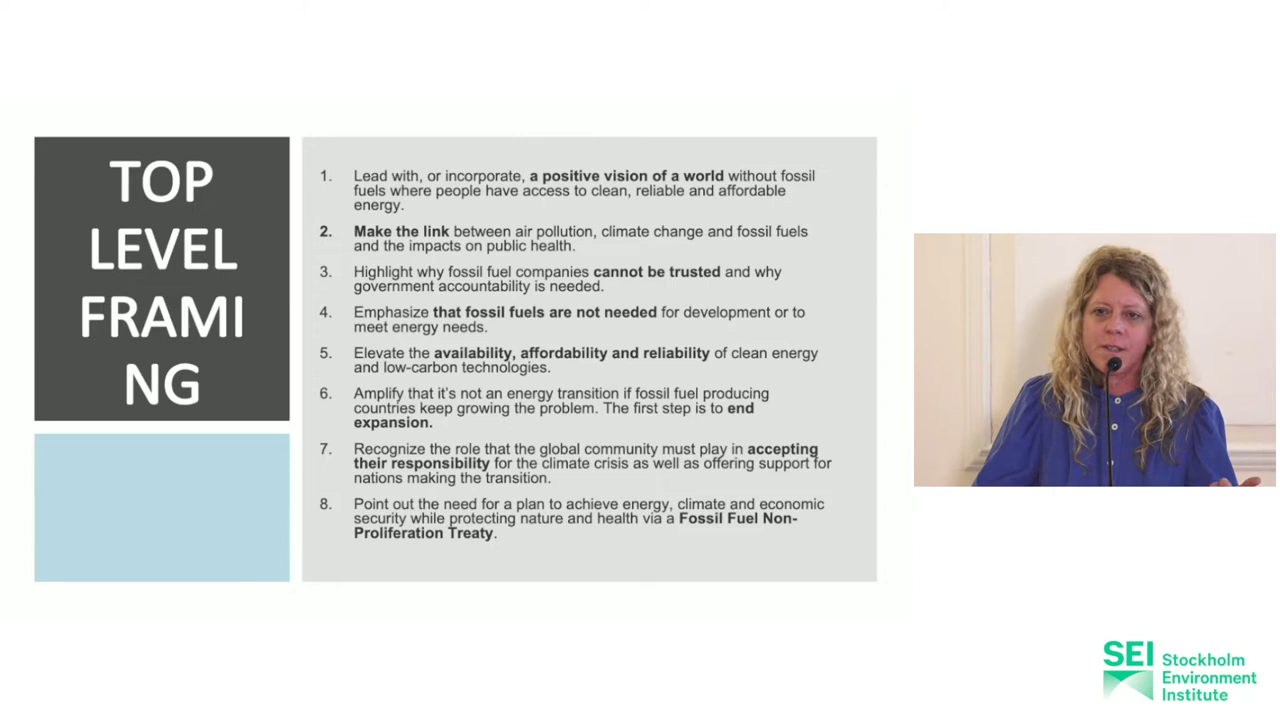 TOP
LEVEL
FRAMI
NG
1. Lead with, or incorporate, a positive vision of a world without fossil
fuels where people have access to clean, reliable and affordable
energy.
2. Make the link between air pollution, climate change and fossil fuels
and the impacts on public health.
3. Highlight why fossil fuel companies cannot be trusted and why
government accountability is needed.
4. Emphasize that fossil fuels are not needed for development or to
meet energy needs.
5. Elevate the availability, affordability and reliability of clean energy
and low-carbon technologies.
6. Amplify that it's not an energy transition if fossil fuel producing
countries keep growing the problem. The first step is to end
expansion.
7. Recognize the role that the global community must play in accepting
their responsibility for the climate crisis as well as offering support for
nations making the transition.
8. Point out the need for a plan to achieve energy, climate and economic
security while protecting nature and health via a Fossil Fuel Non-
Proliferation Treaty.
SEI Stockholm
Environment
Institute